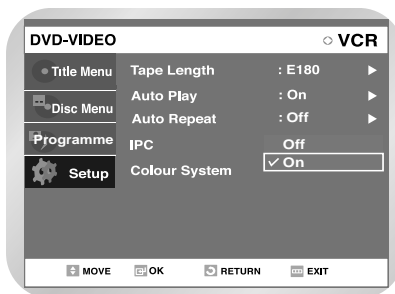 DVD-VIDEO VCR
Title Menu
Disc Menu
Programme
Setup
Tape Length : E180
Auto Play : On
Auto Repeat : Off
IPC Off
✓ On
Colour System
MOVE OK RETURN EXIT